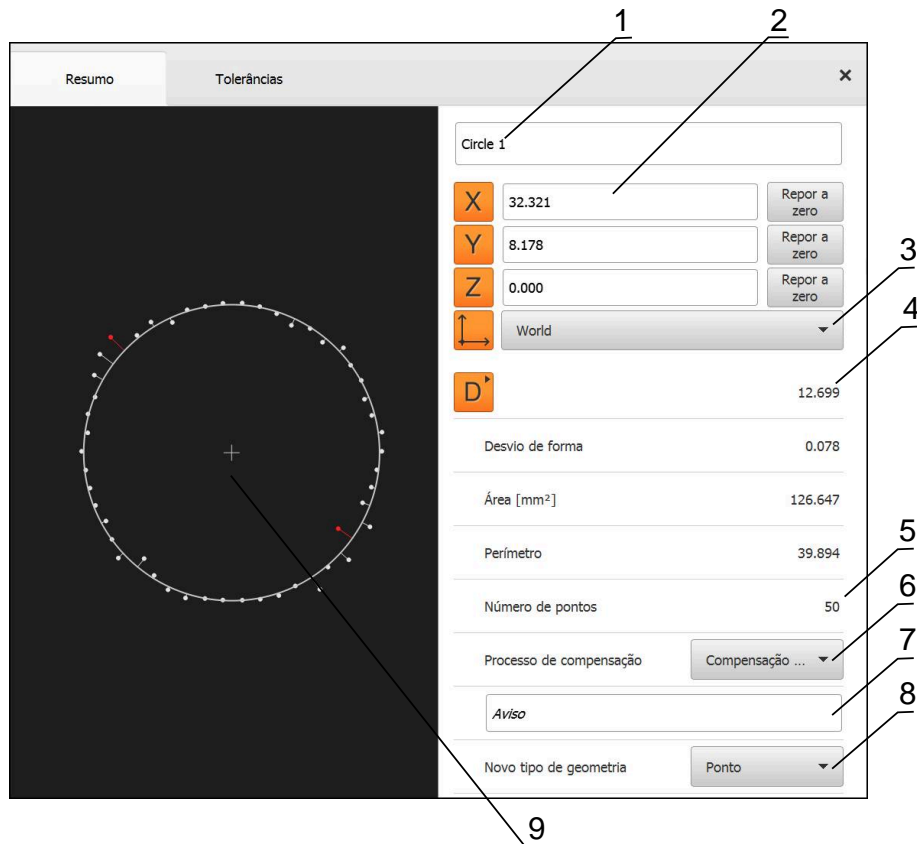 1
2
Resumo
Tolerâncias
×
Circle 1
X
32.321
Repor a
zero
Y
8.178
Repor a
zero
3
Z
0.000
Repor a
zero
4
World
D
12.699
Desvio de forma
0.078
Área [mm²]
126.647
5
Perímetro
39.894
6
Número de pontos
50
7
Processo de compensação
Compensação ...
8
Aviso
Novo tipo de geometria
Ponto
9